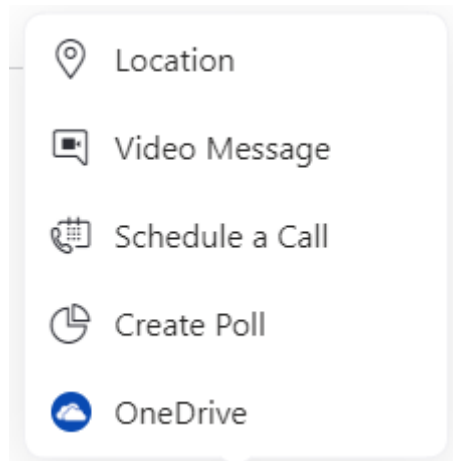 Location
Video Message
Schedule a Call
Create Poll
OneDrive